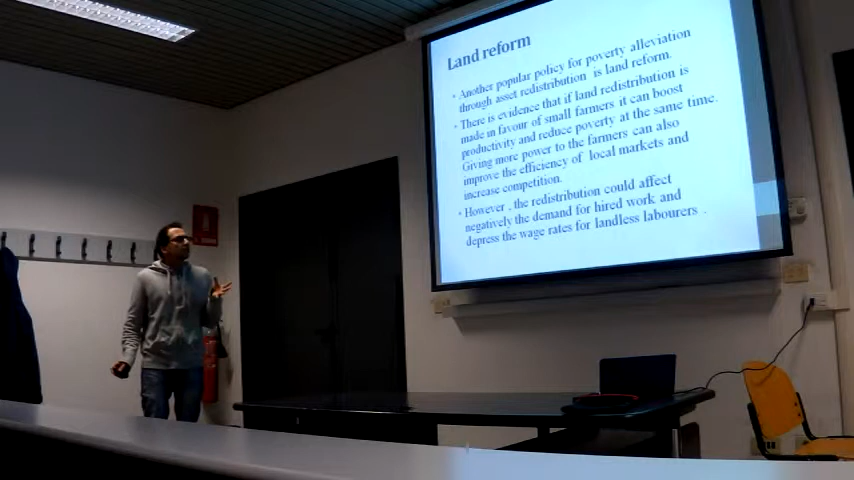 Land reform
• Another popular policy for poverty alleviation
through asset redistribution is land reform.
• There is evidence that if land redistribution is
made in favour of small farmers it can boost
productivity and reduce poverty at the same time.
Giving more power to the farmers can also
improve the efficiency of local markets and
increase competition.
• However , the redistribution could affect
negatively the demand for hired work and
depress the wage rates for landless labourers .